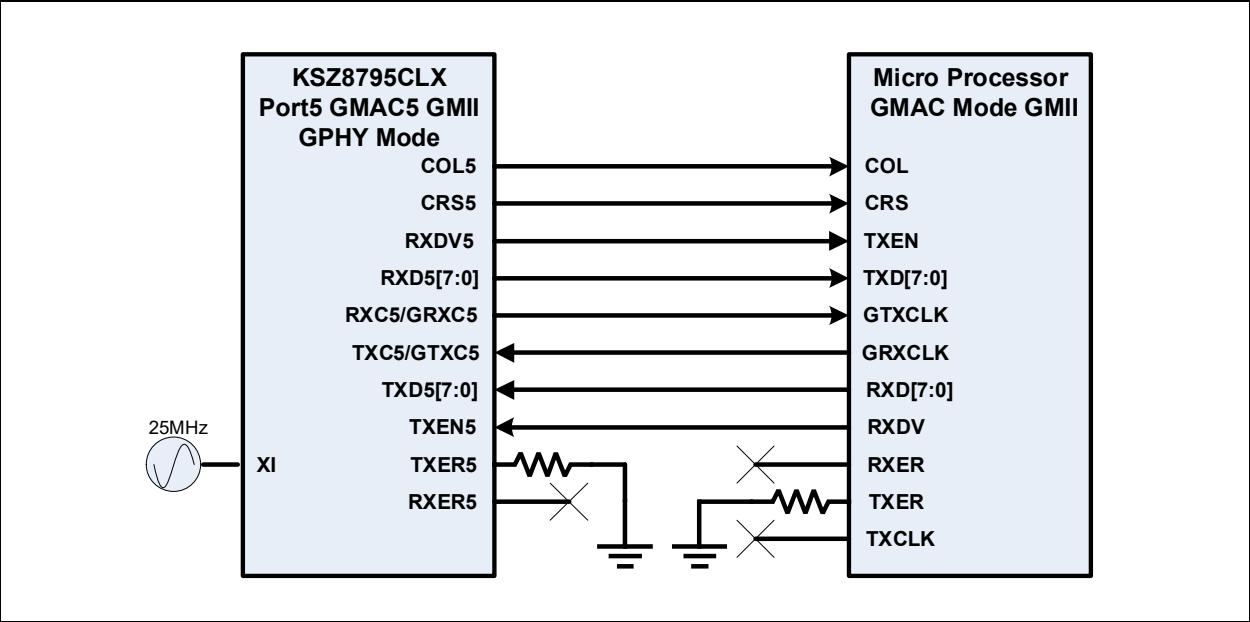 KSZ8795CLX
Port5 GMAC5 GMII
GPHY Mode
COL5
CRS5
RXDV5
RXD5[7:0]
RXC5/GRXC5
TXC5/GTXC5
TXD5[7:0]
TXEN5
TXER5
RXER5
25MHz
XI
Micro Processor
GMAC Mode GMII
COL
CRS
TXEN
TXD[7:0]
GTXCLK
GRXCLK
RXD[7:0]
RXDV
RXER
TXER
TXCLK